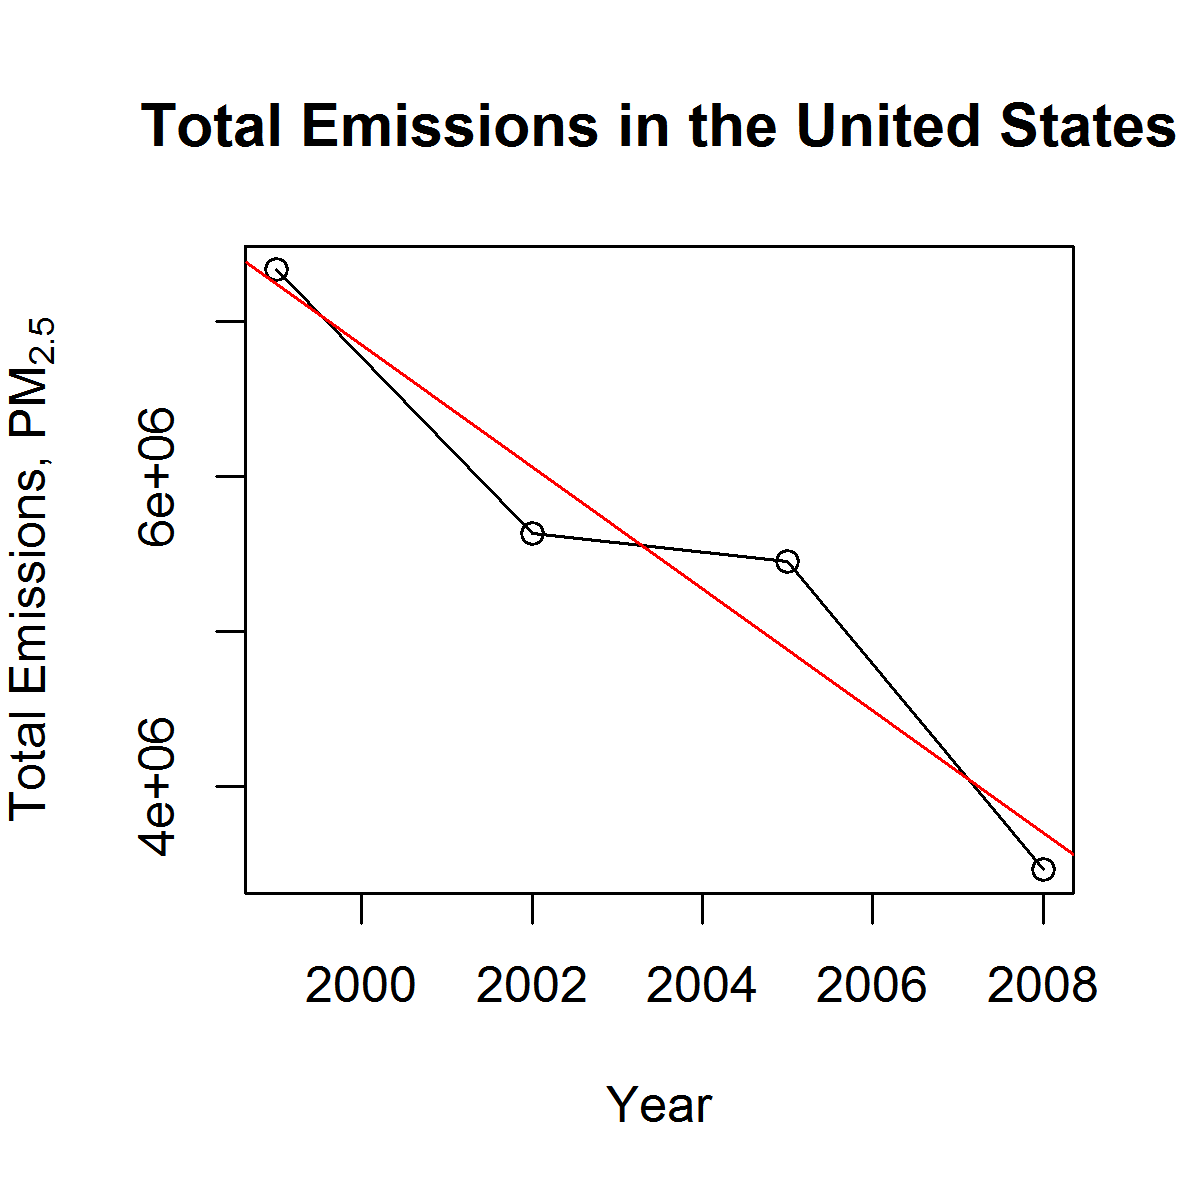 Total Emissions in the United States
Total Emissions, PM2.5
6e+06
4e+06
2000 2002 2004 2006 2008
Year